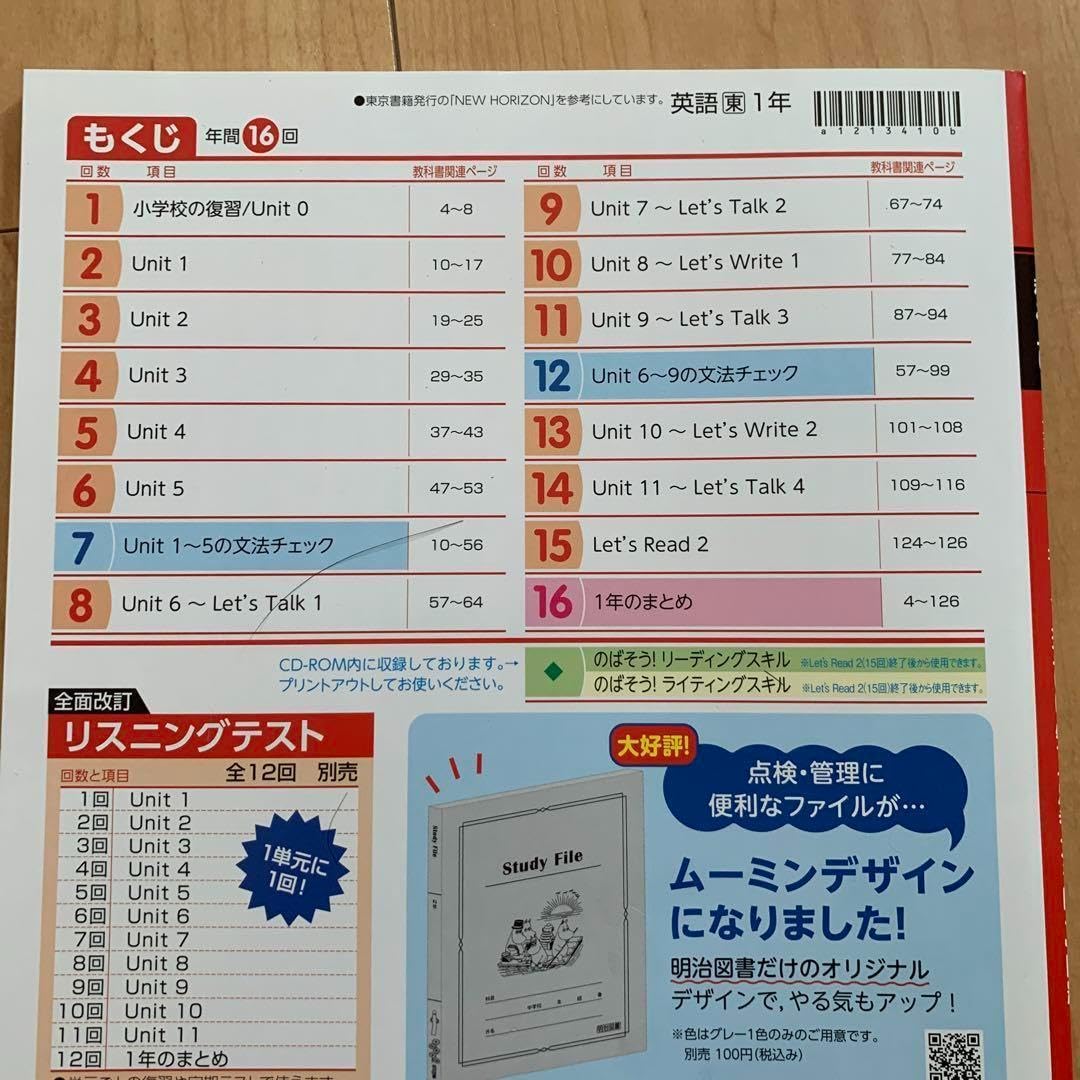 ●東京書籍発行の「NEW HORIZON」を参考にしています。 英語 東 1年
a1213410b
もくじ 年間16回
回数 項目 教科書関連ページ
1 小学校の復習/Unit 0 4～8
2 Unit 1 10～17
3 Unit 2 19～25
4 Unit 3 29～35
5 Unit 4 37～43
6 Unit 5 47～53
7 Unit 1～5の文法チェック 10～56
8 Unit 6 ～ Let's Talk 1 57～64
回数 項目 教科書関連ページ
9 Unit 7 ～ Let's Talk 2 67～74
10 Unit 8 ～ Let's Write 1 77～84
11 Unit 9 ～ Let's Talk 3 87～94
12 Unit 6～9の文法チェック 57～99
13 Unit 10 ～ Let's Write 2 101～108
14 Unit 11 ～ Let's Talk 4 109～116
15 Let's Read 2 124～126
16 1年のまとめ 4～126
CD-ROM内に収録しております。→
プリントアウトしてお使いください。
◆ のばそう! リーディングスキル ※Let's Read 2(15回)終了後から使用できます。
のばそう! ライティングスキル ※Let's Read 2(15回)終了後から使用できます。
全面改訂
リスニングテスト
回数と項目 全12回 別売
1回 Unit 1
2回 Unit 2
3回 Unit 3
4回 Unit 4
5回 Unit 5
6回 Unit 6
7回 Unit 7
8回 Unit 8
9回 Unit 9
10回 Unit 10
11回 Unit 11
12回 1年のまとめ
1単元に
1回!
大好評!
点検・管理に
便利なファイルが…
ムーミンデザイン
になりました!
明治図書だけのオリジナル
デザインで、やる気もアップ!
※色はグレー1色のみのご用意です。
別売 100円(税込み)
Study File
Study File
明治図書